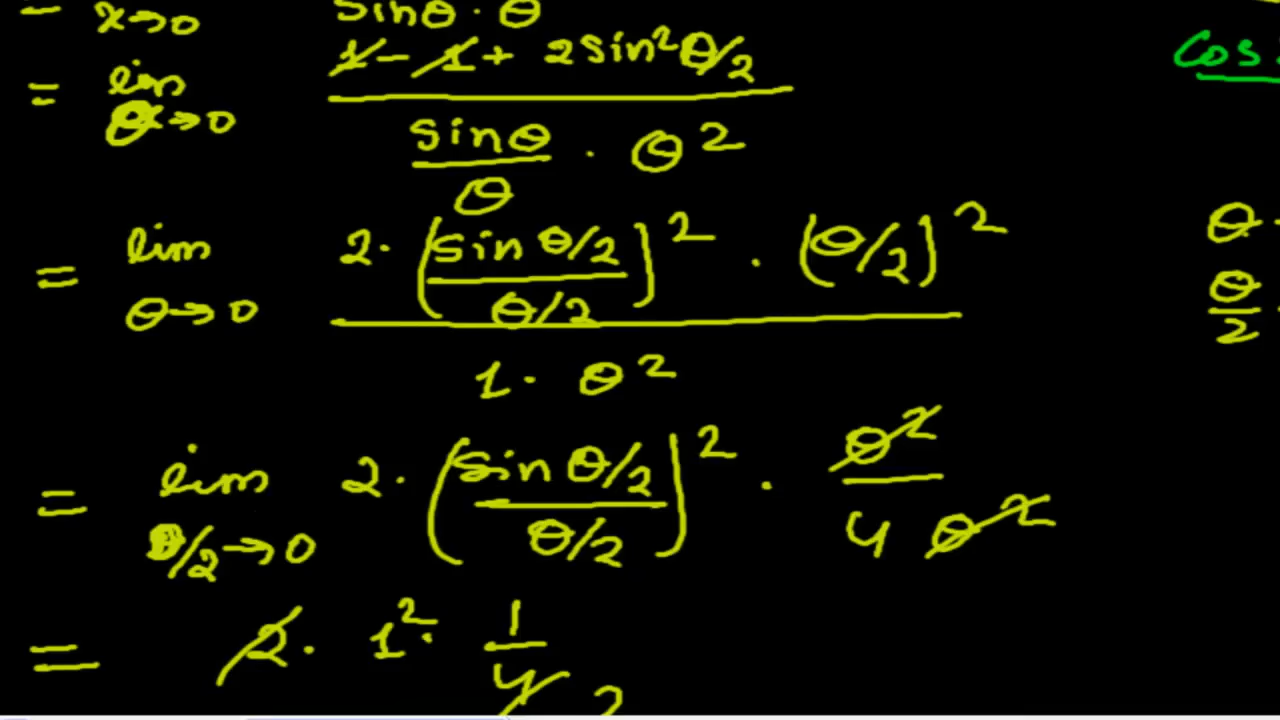 = x→0 sinθ · θ
Cos
= lim θ→0 1 - 1 + 2sin²θ/2
sinθ/θ · θ²
= lim θ→0 2 · (sin θ/2 / θ/2)² · (θ/2)²
1 · θ²
θ
θ/2
= lim θ/2→0 2 · (sin θ/2 / θ/2)² · θ² / 4 θ²
= 2 · 1² · 1/4 2